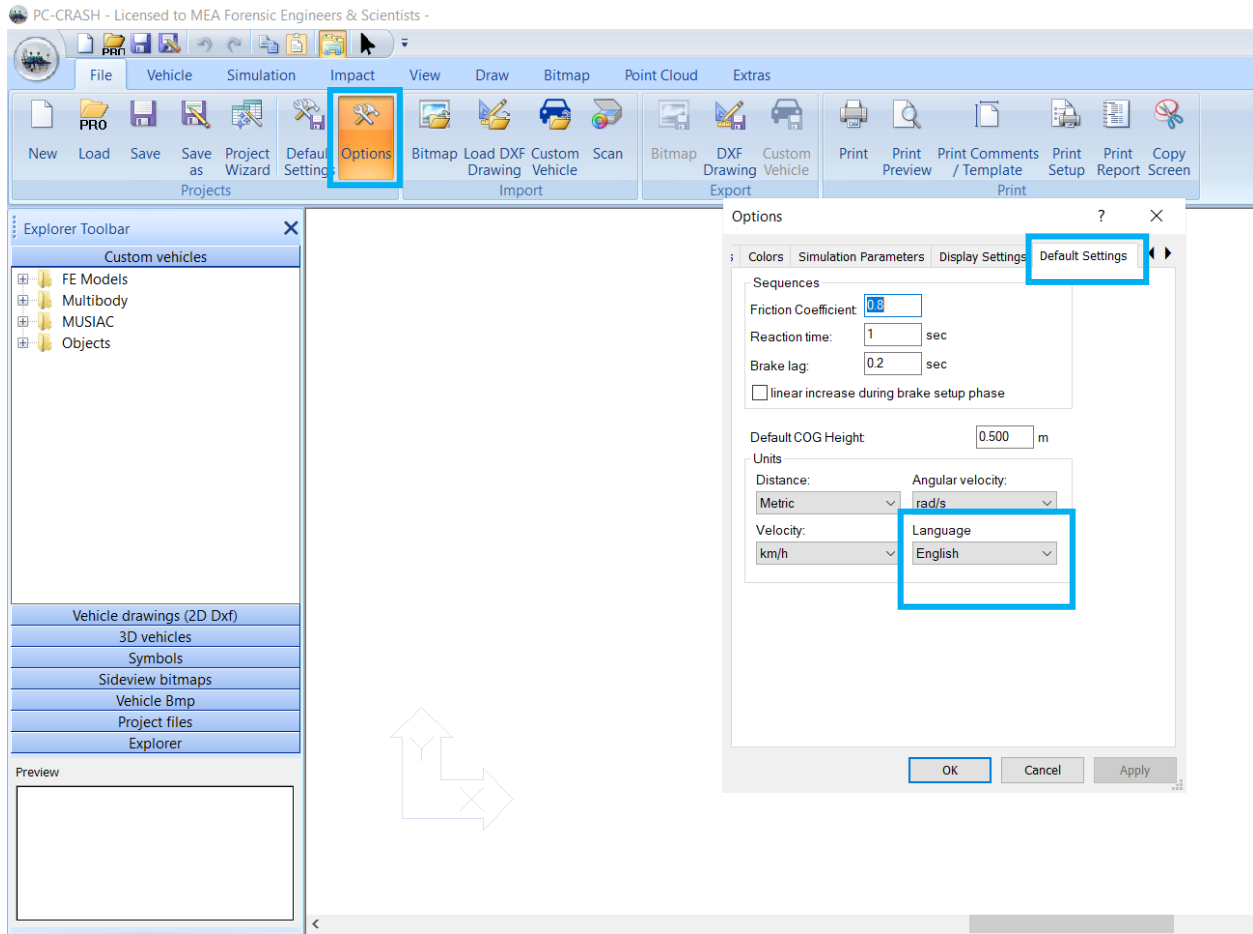 PC-CRASH - Licensed to MEA Forensic Engineers & Scientists -
PRO
File Vehicle Simulation Impact View Draw Bitmap Point Cloud Extras
PRO
New Load Save Save as Project Wizard Defaul Settings Options Bitmap Load DXF Drawing Custom Vehicle Scan Bitmap DXF Drawing Custom Vehicle Print Print Preview Print Comments / Template Print Setup Print Report Copy Screen
Projects Import Export Print
Explorer Toolbar
Custom vehicles
FE Models
Multibody
MUSIAC
Objects
Vehicle drawings (2D Dxf)
3D vehicles
Symbols
Sideview bitmaps
Vehicle Bmp
Project files
Explorer
Preview
Y
X
Options ?
s Colors Simulation Parameters Display Settings Default Settings
Sequences
Friction Coefficient: 0.8
Reaction time: 1 sec
Brake lag: 0.2 sec
linear increase during brake setup phase
Default COG Height: 0.500 m
Units
Distance: Angular velocity:
Metric rad/s
Velocity: Language
km/h English
OK Cancel Apply